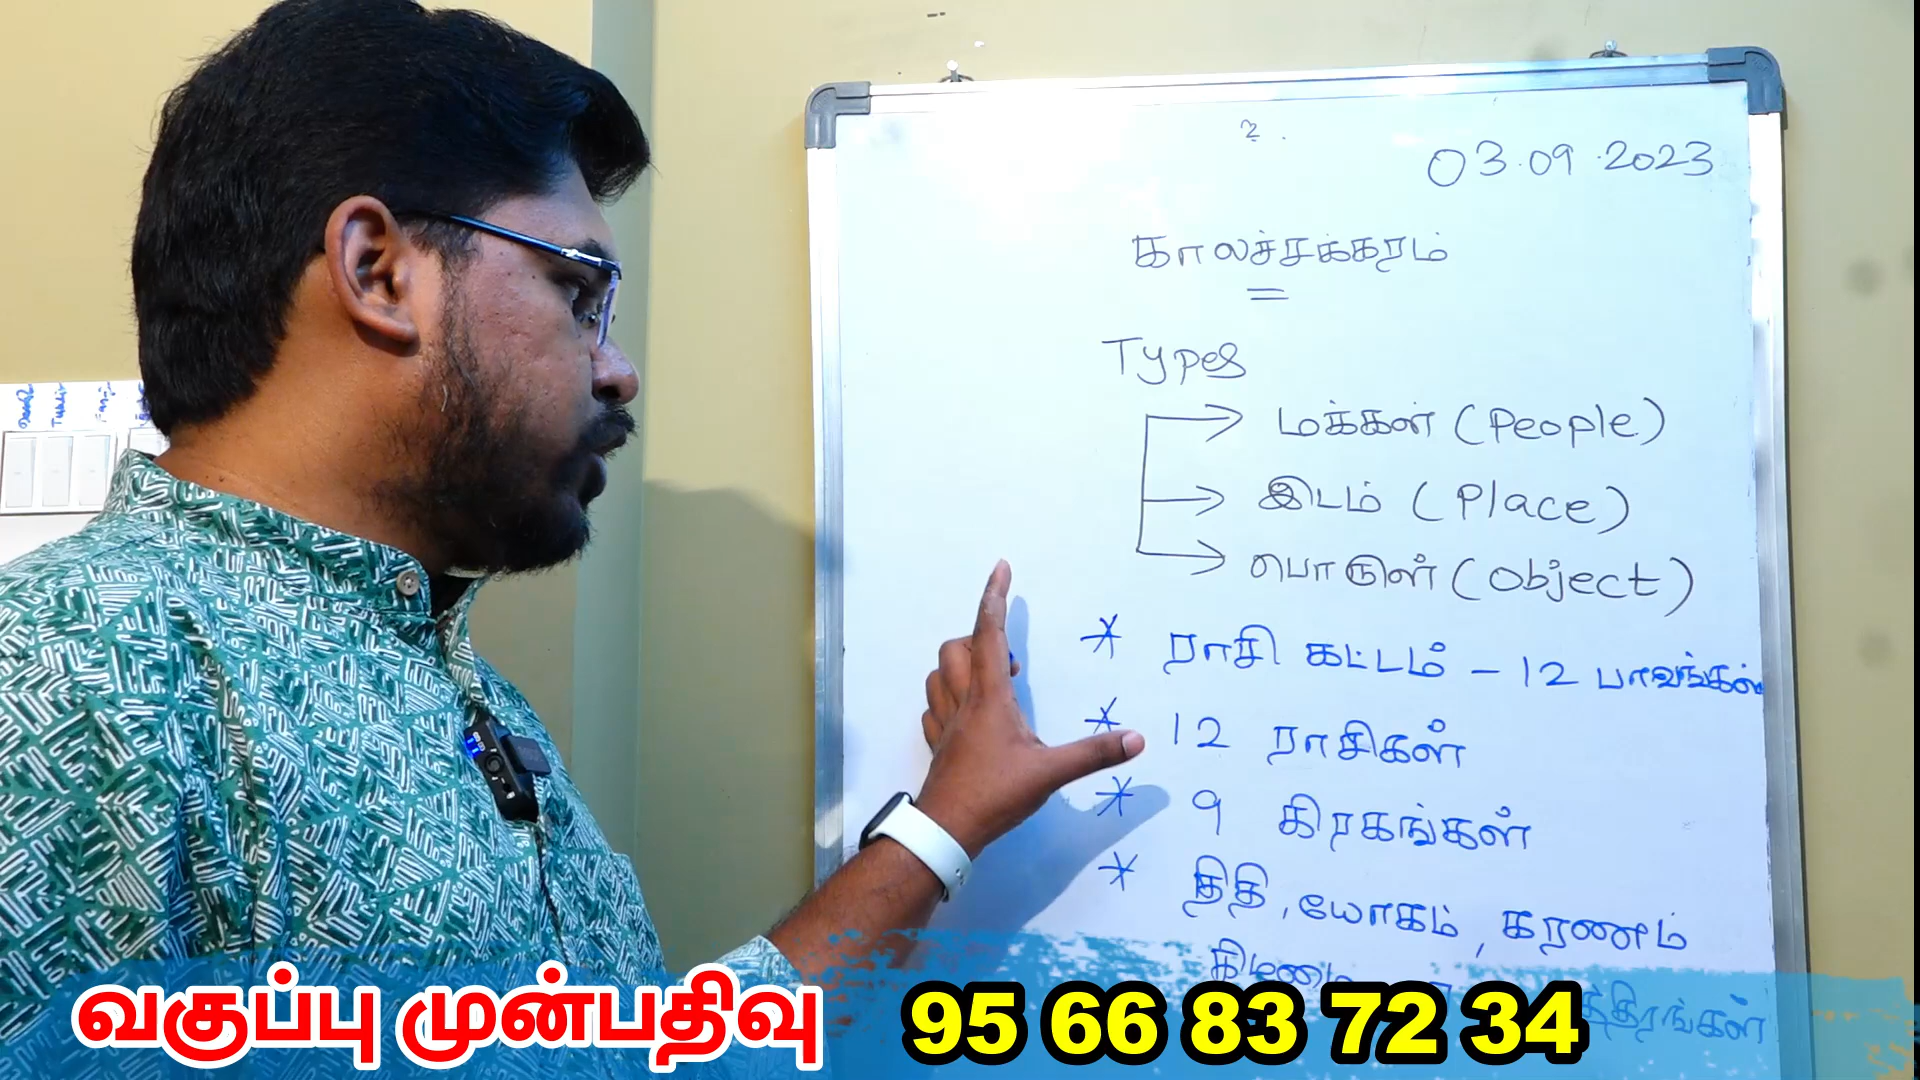 03.09.2023
காலச்சக்கரம்
Types
மக்கள் (People)
இடம் (Place)
பொருள் (Object)
* ராசி கட்டம் - 12 பாவங்கள்
* 12 ராசிகள்
* 9 கிரகங்கள்
* திதி, யோகம், கரணம்
வகுப்பு முன்பதிவு 95 66 83 72 34